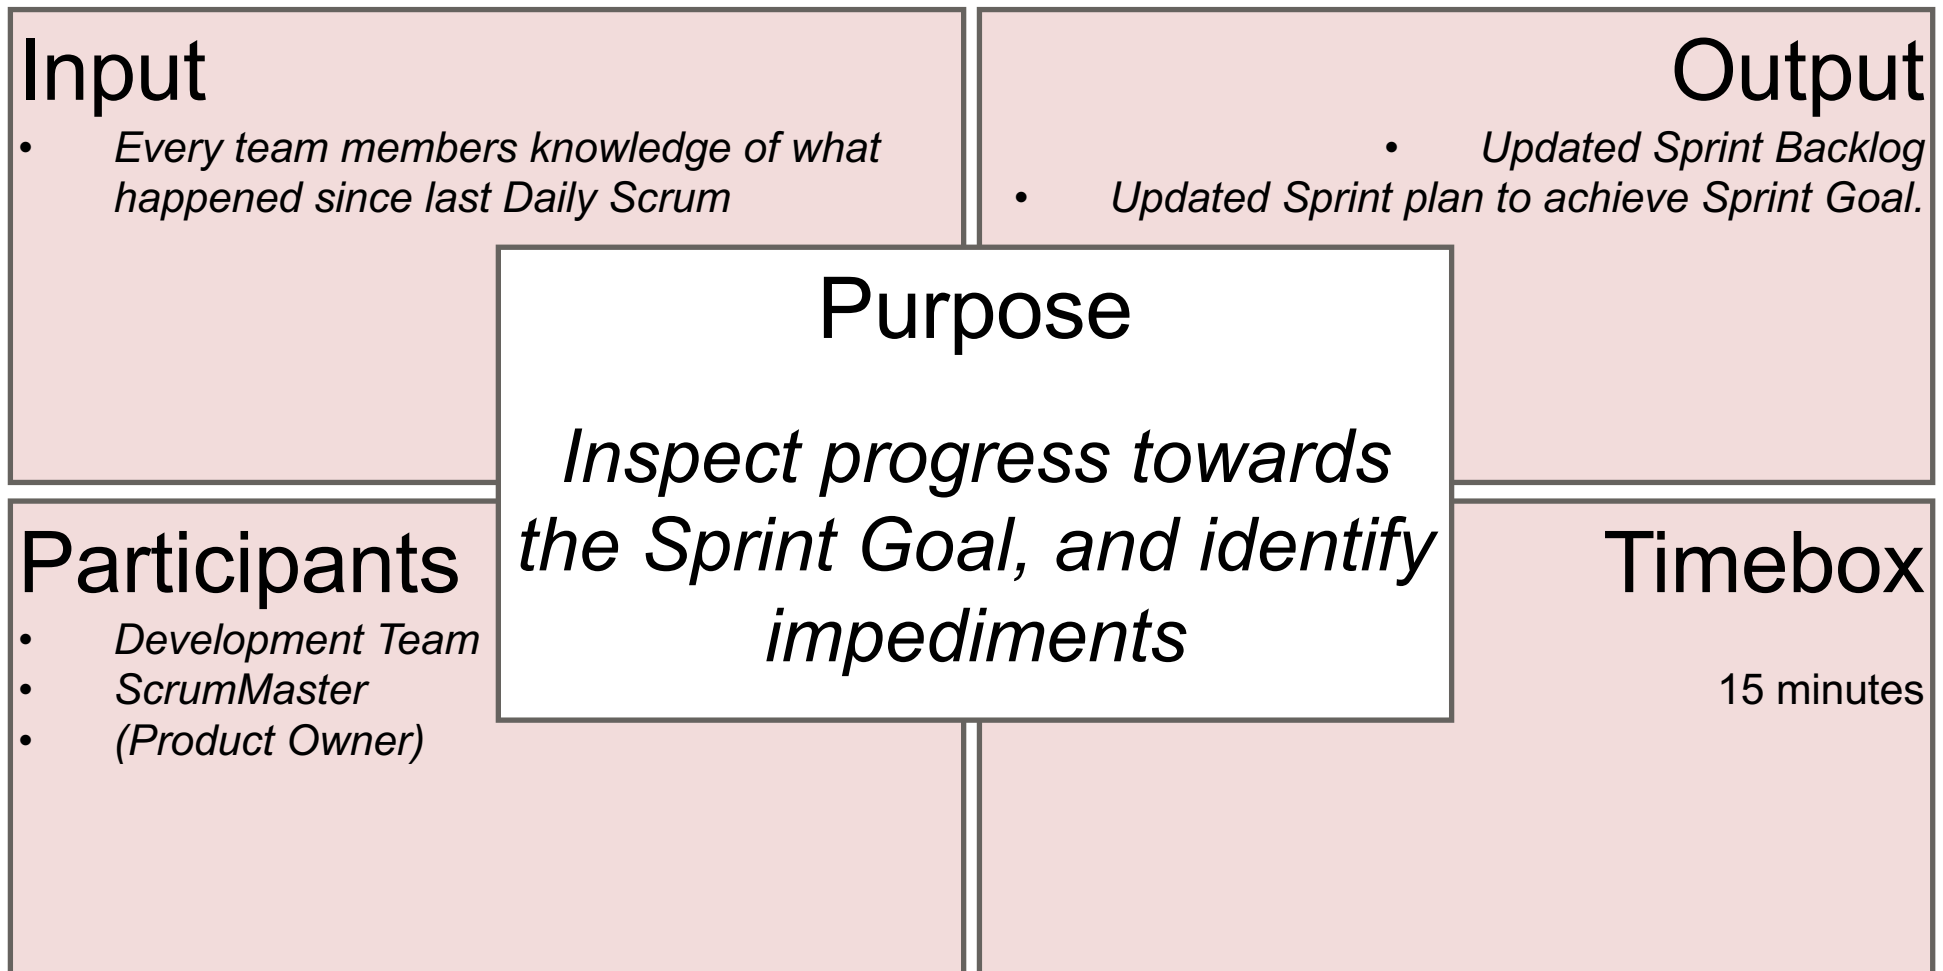 Input
• Every team members knowledge of what
happened since last Daily Scrum
Output
• Updated Sprint Backlog
• Updated Sprint plan to achieve Sprint Goal.
Purpose
Inspect progress towards
the Sprint Goal, and identify
impediments
Participants
• Development Team
• ScrumMaster
• (Product Owner)
Timebox
15 minutes